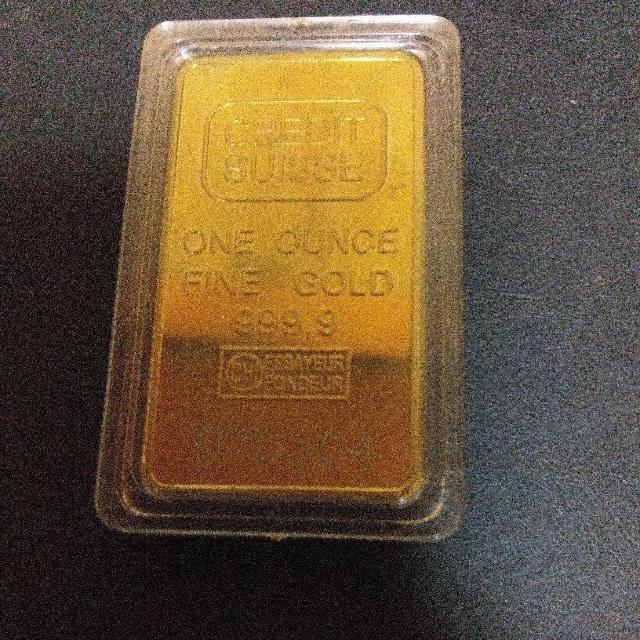 CREDIT
SUISSE
ONE OUNCE
FINE GOLD
999,9
ESSAYEUR
FONDEUR